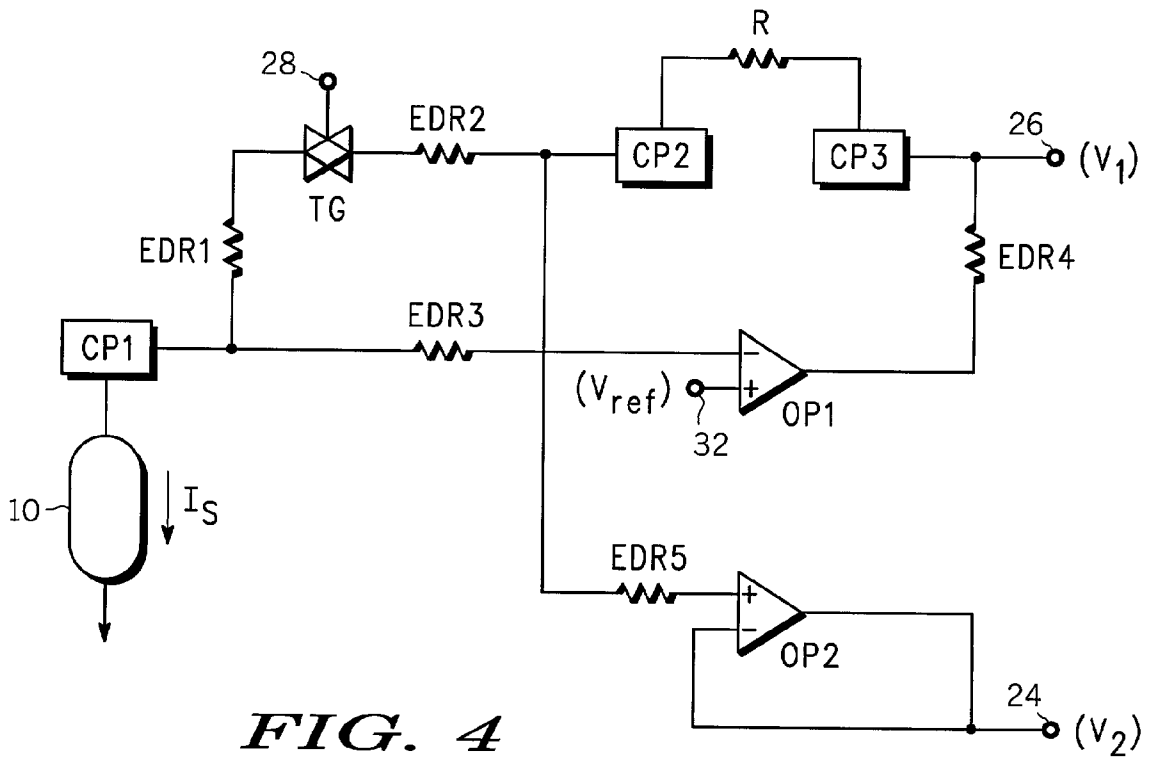 R
28
EDR2
CP2
CP3
26
(V1)
TG
EDR1
EDR4
EDR3
CP1
(Vref)
-
+
OP1
32
10
IS
EDR5
+
-
OP2
24
(V2)
FIG. 4